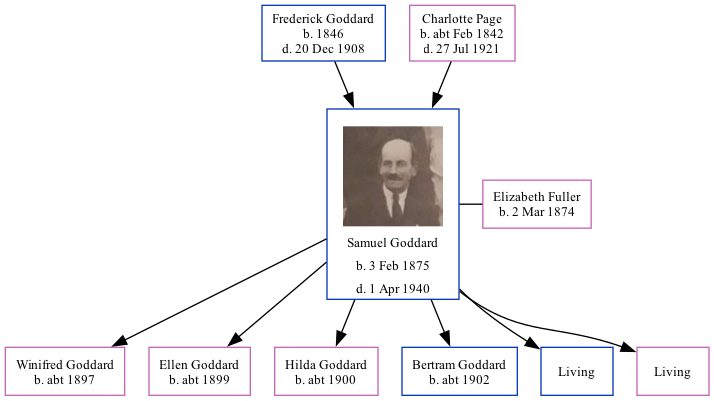 Frederick Goddard
b. 1846
d. 20 Dec 1908
Charlotte Page
b. abt Feb 1842
d. 27 Jul 1921
Samuel Goddard
b. 3 Feb 1875
d. 1 Apr 1940
Elizabeth Fuller
b. 2 Mar 1874
Winifred Goddard
b. abt 1897
Ellen Goddard
b. abt 1899
Hilda Goddard
b. abt 1900
Bertram Goddard
b. abt 1902
Living
Living